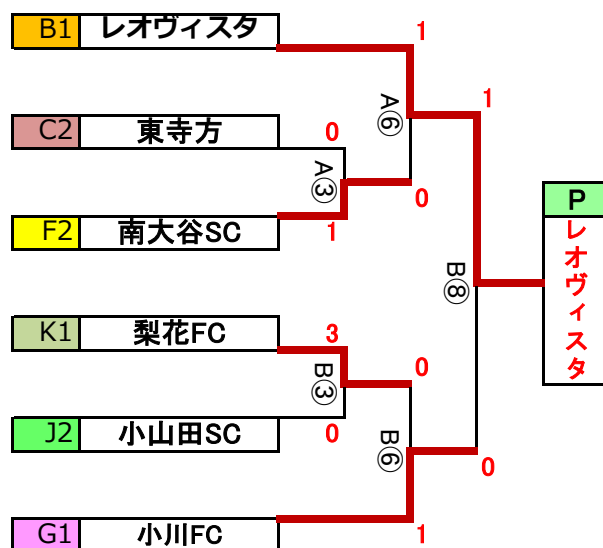 B1 レオヴィスタ
1
A⑥
1
C2 東寺方
0
A③
0
F2 南大谷SC
1
B⑧
P
レオヴィスタ
K1 梨花FC
3
B③
0
J2 小山田SC
0
B⑥
0
G1 小川FC
1